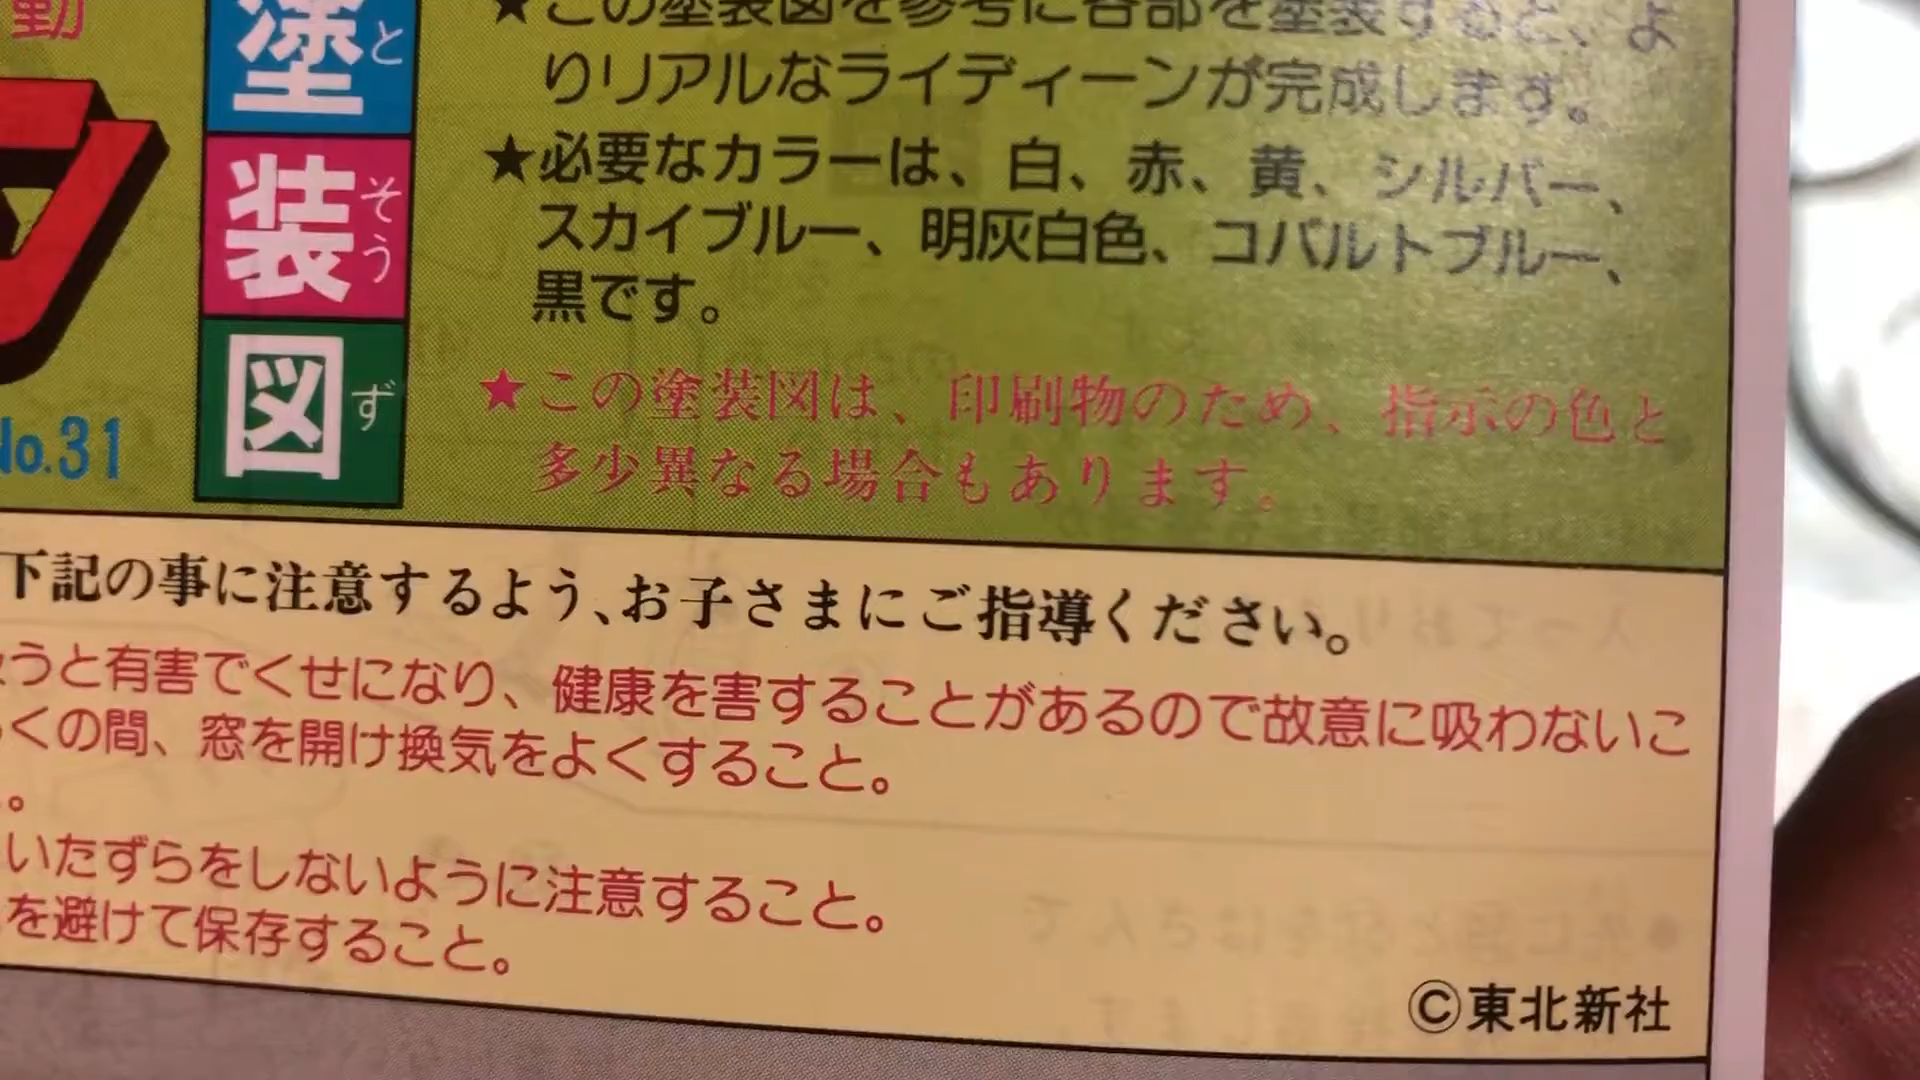 動
塗と
装そう
図ず
No.31
★この塗装図を参考に各部を塗装すると、よ
りリアルなライディーンが完成します。
★必要なカラーは、白、赤、黄、シルバー、
スカイブルー、明灰白色、コバルトブルー、
黒です。
★この塗装図は、印刷物のため、指示の色と
多少異なる場合もあります。
下記の事に注意するよう、お子さまにご指導ください。
うと有害でくせになり、健康を害することがあるので故意に吸わないこ
くの間、窓を開け換気をよくすること。
。
いたずらをしないように注意すること。
を避けて保存すること。
©東北新社